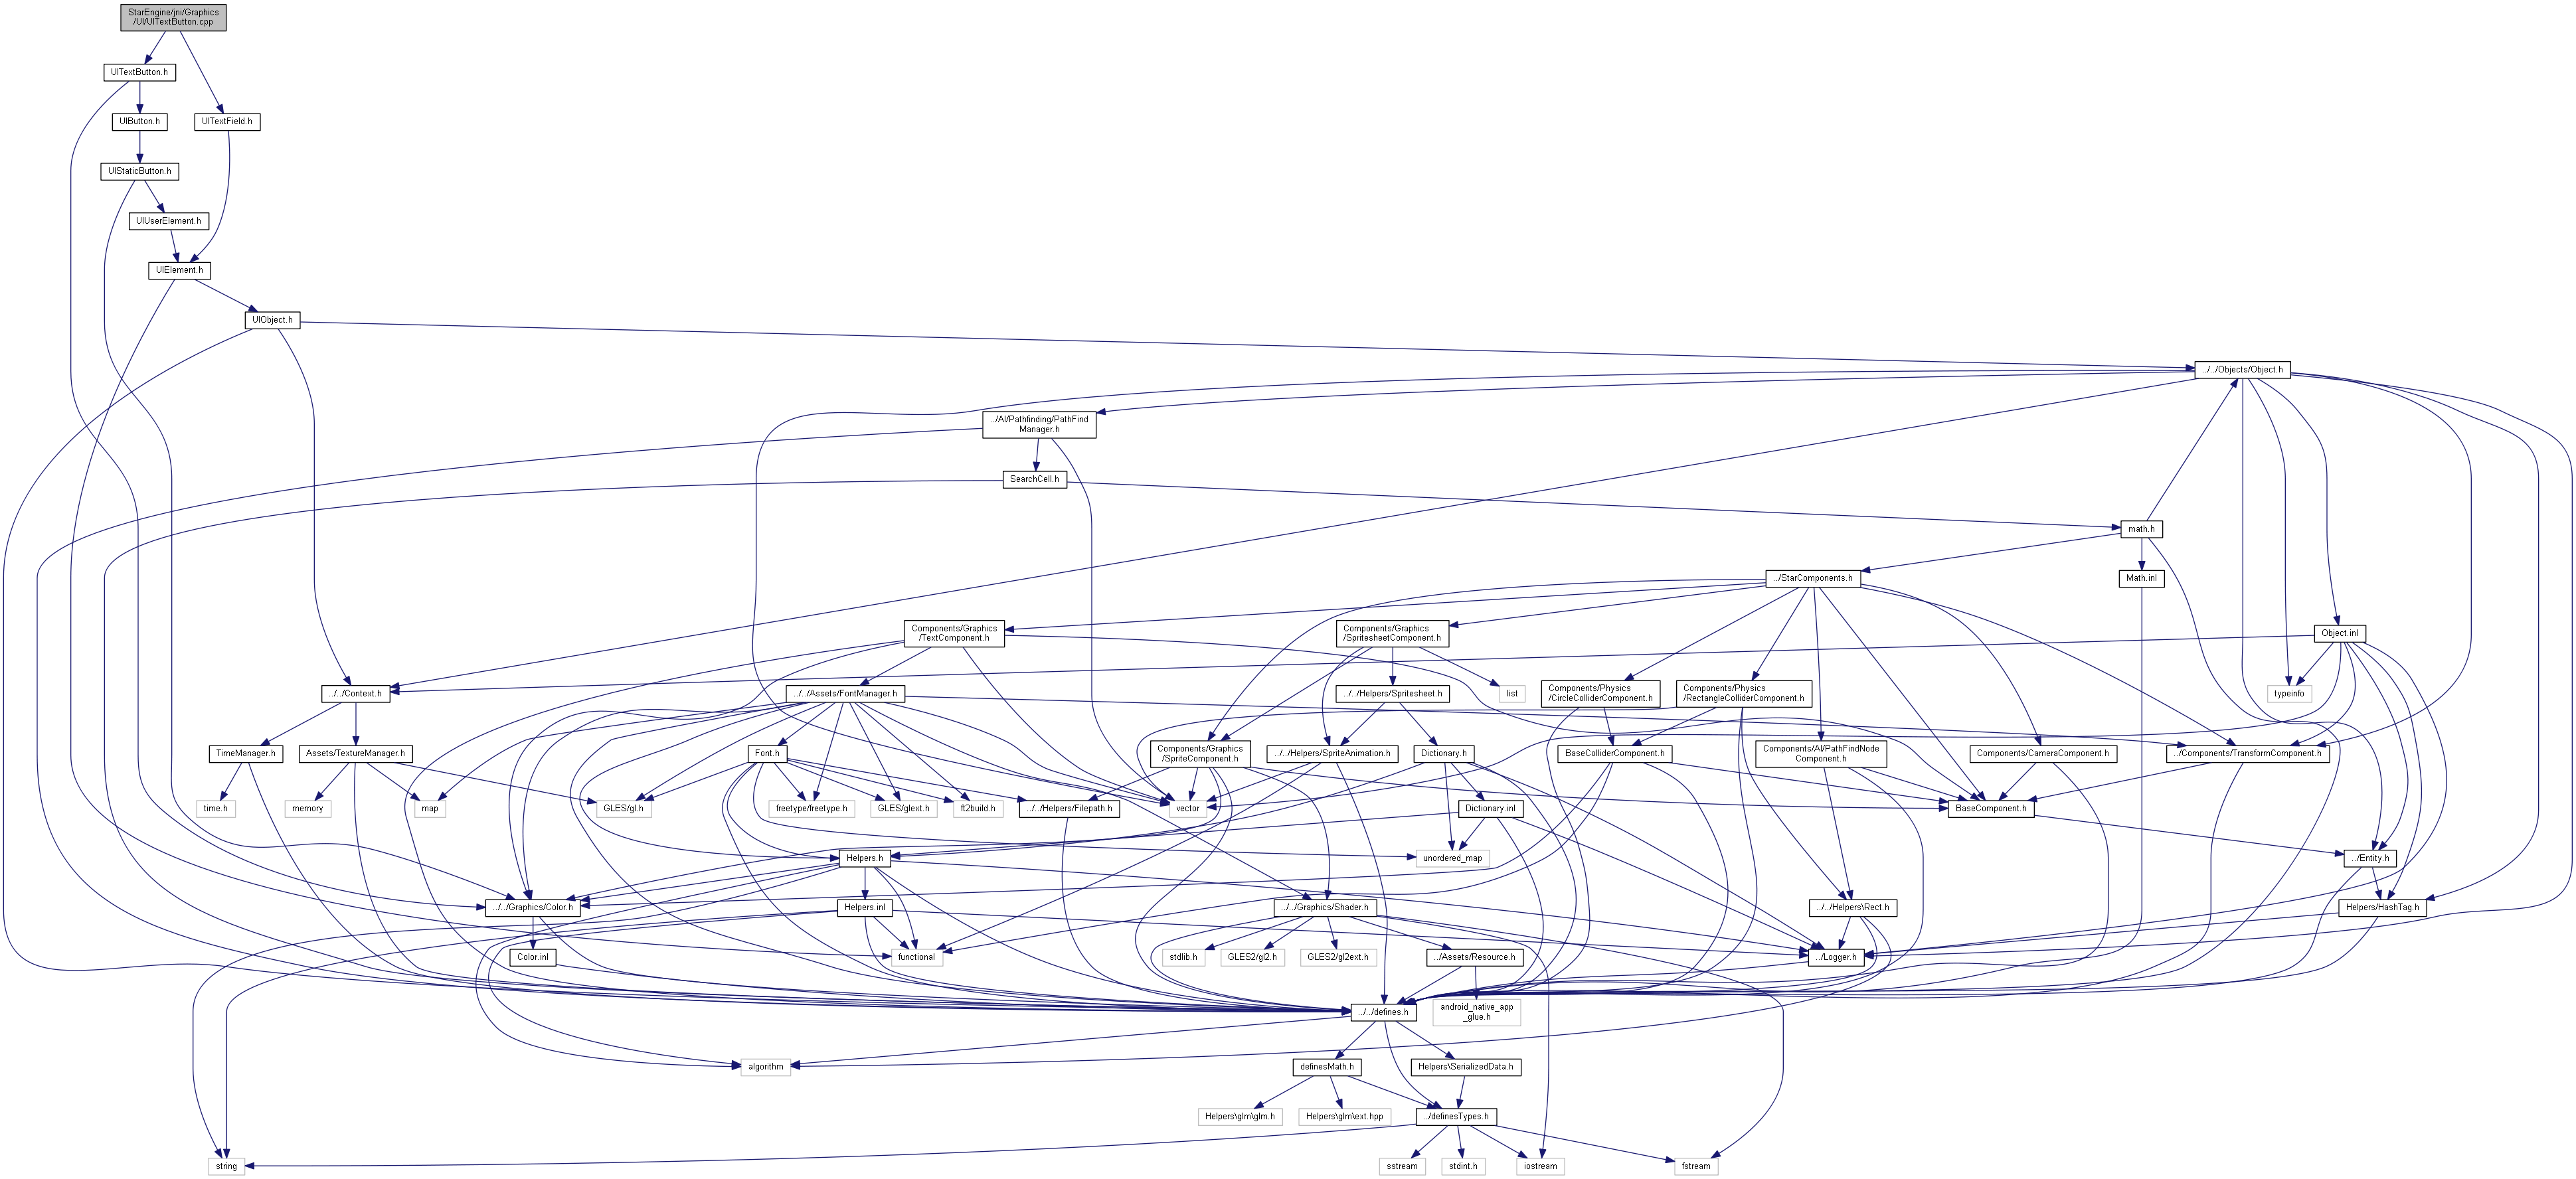 StarEngine/jni/Graphics
/UI/UITextButton.cpp
UITextButton.h
UIButton.h
UITextField.h
UIStaticButton.h
UIUserElement.h
UIElement.h
UIObject.h
../../Objects/Object.h
../AI/Pathfinding/PathFind
Manager.h
SearchCell.h
math.h
../StarComponents.h
Math.inl
Components/Graphics
/TextComponent.h
Components/Graphics
/SpritesheetComponent.h
Object.inl
../../Context.h
../../Assets/FontManager.h
../../Helpers/Spritesheet.h
list
Components/Physics
/CircleColliderComponent.h
Components/Physics
/RectangleColliderComponent.h
typeinfo
TimeManager.h
Assets/TextureManager.h
Font.h
Components/Graphics
/SpriteComponent.h
../../Helpers/SpriteAnimation.h
Dictionary.h
BaseColliderComponent.h
Components/AI/PathFindNode
Component.h
Components/CameraComponent.h
../Components/TransformComponent.h
time.h
memory
map
GLES/gl.h
freetype/freetype.h
GLES/glext.h
ft2build.h
../../Helpers/Filepath.h
vector
Dictionary.inl
BaseComponent.h
Helpers.h
unordered_map
../Entity.h
../../Graphics/Color.h
Helpers.inl
../../Graphics/Shader.h
../../Helpers\Rect.h
Helpers/HashTag.h
Color.inl
functional
stdlib.h
GLES2/gl2.h
GLES2/gl2ext.h
../Assets/Resource.h
../Logger.h
../../defines.h
android_native_app
_glue.h
algorithm
definesMath.h
Helpers\SerializedData.h
Helpers\glm\glm.h
Helpers\glm\ext.hpp
../definesTypes.h
string
sstream
stdint.h
iostream
fstream